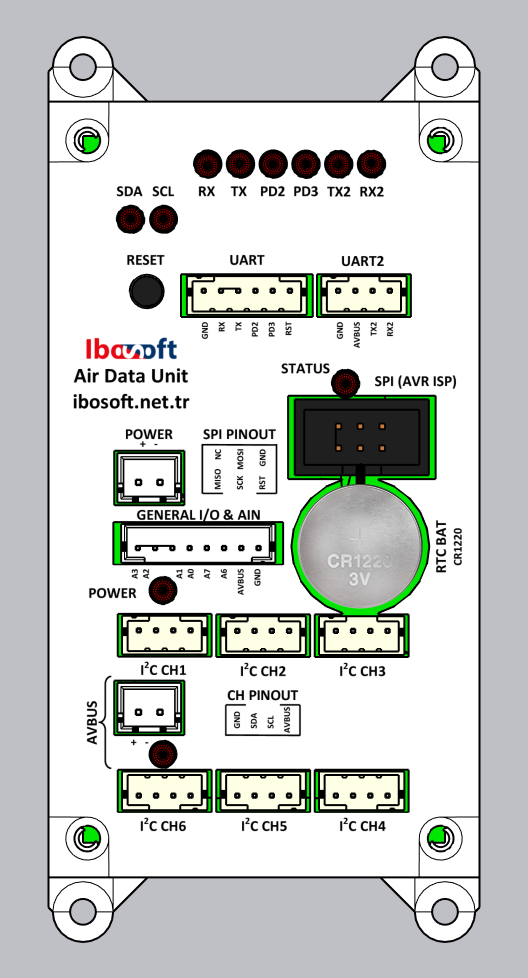 RX TX PD2 PD3 TX2 RX2
SDA SCL
RESET UART UART2
GND RX TX PD2 PD3 RST
GND AVBUS TX2 RX2
Ibosoft
Air Data Unit
ibosoft.net.tr
STATUS
SPI (AVR ISP)
POWER
+ -
SPI PINOUT
MISO NC
SCK MOSI
RST GND
GENERAL I/O & AIN
A3 A2 A1 A0 A7 A6 AVBUS GND
CR1220
3V
RTC BAT
CR1220
POWER
I²C CH1 I²C CH2 I²C CH3
AVBUS
+ -
CH PINOUT
GND SDA SCL AVBUS
I²C CH6 I²C CH5 I²C CH4